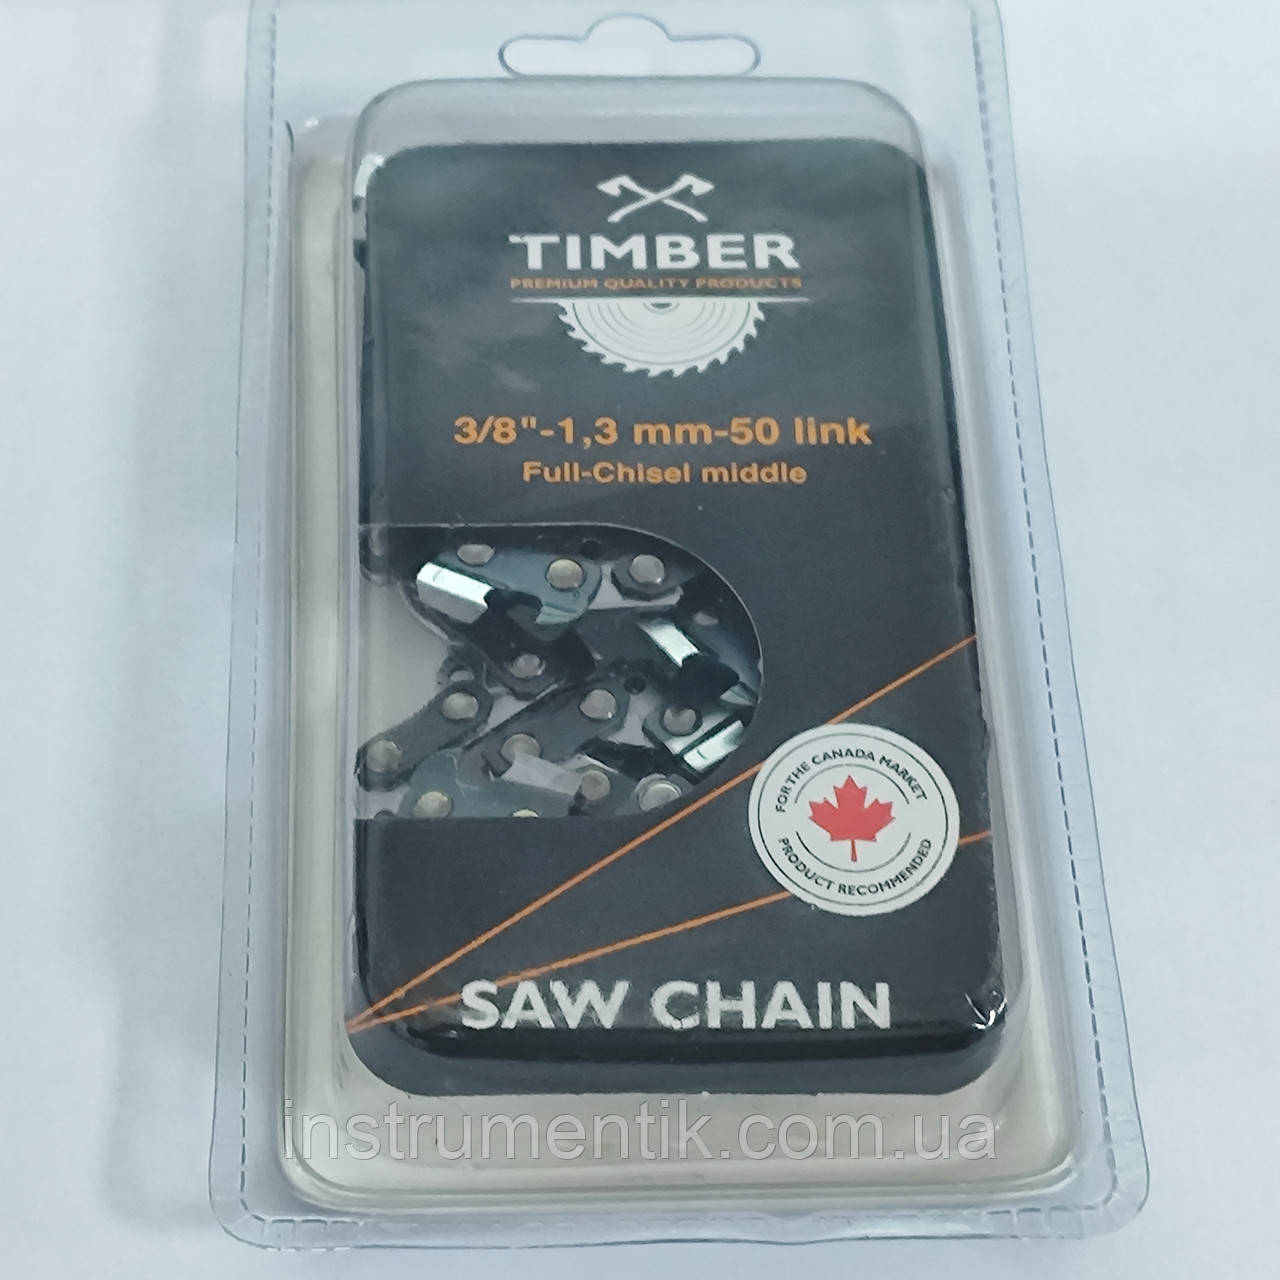 TIMBER
PREMIUM QUALITY PRODUCTS
3/8"-1,3 mm-50 link
Full-Chisel middle
FOR THE CANADA MARKET
PRODUCT RECOMMENDED
SAW CHAIN
instrumentik.com.ua